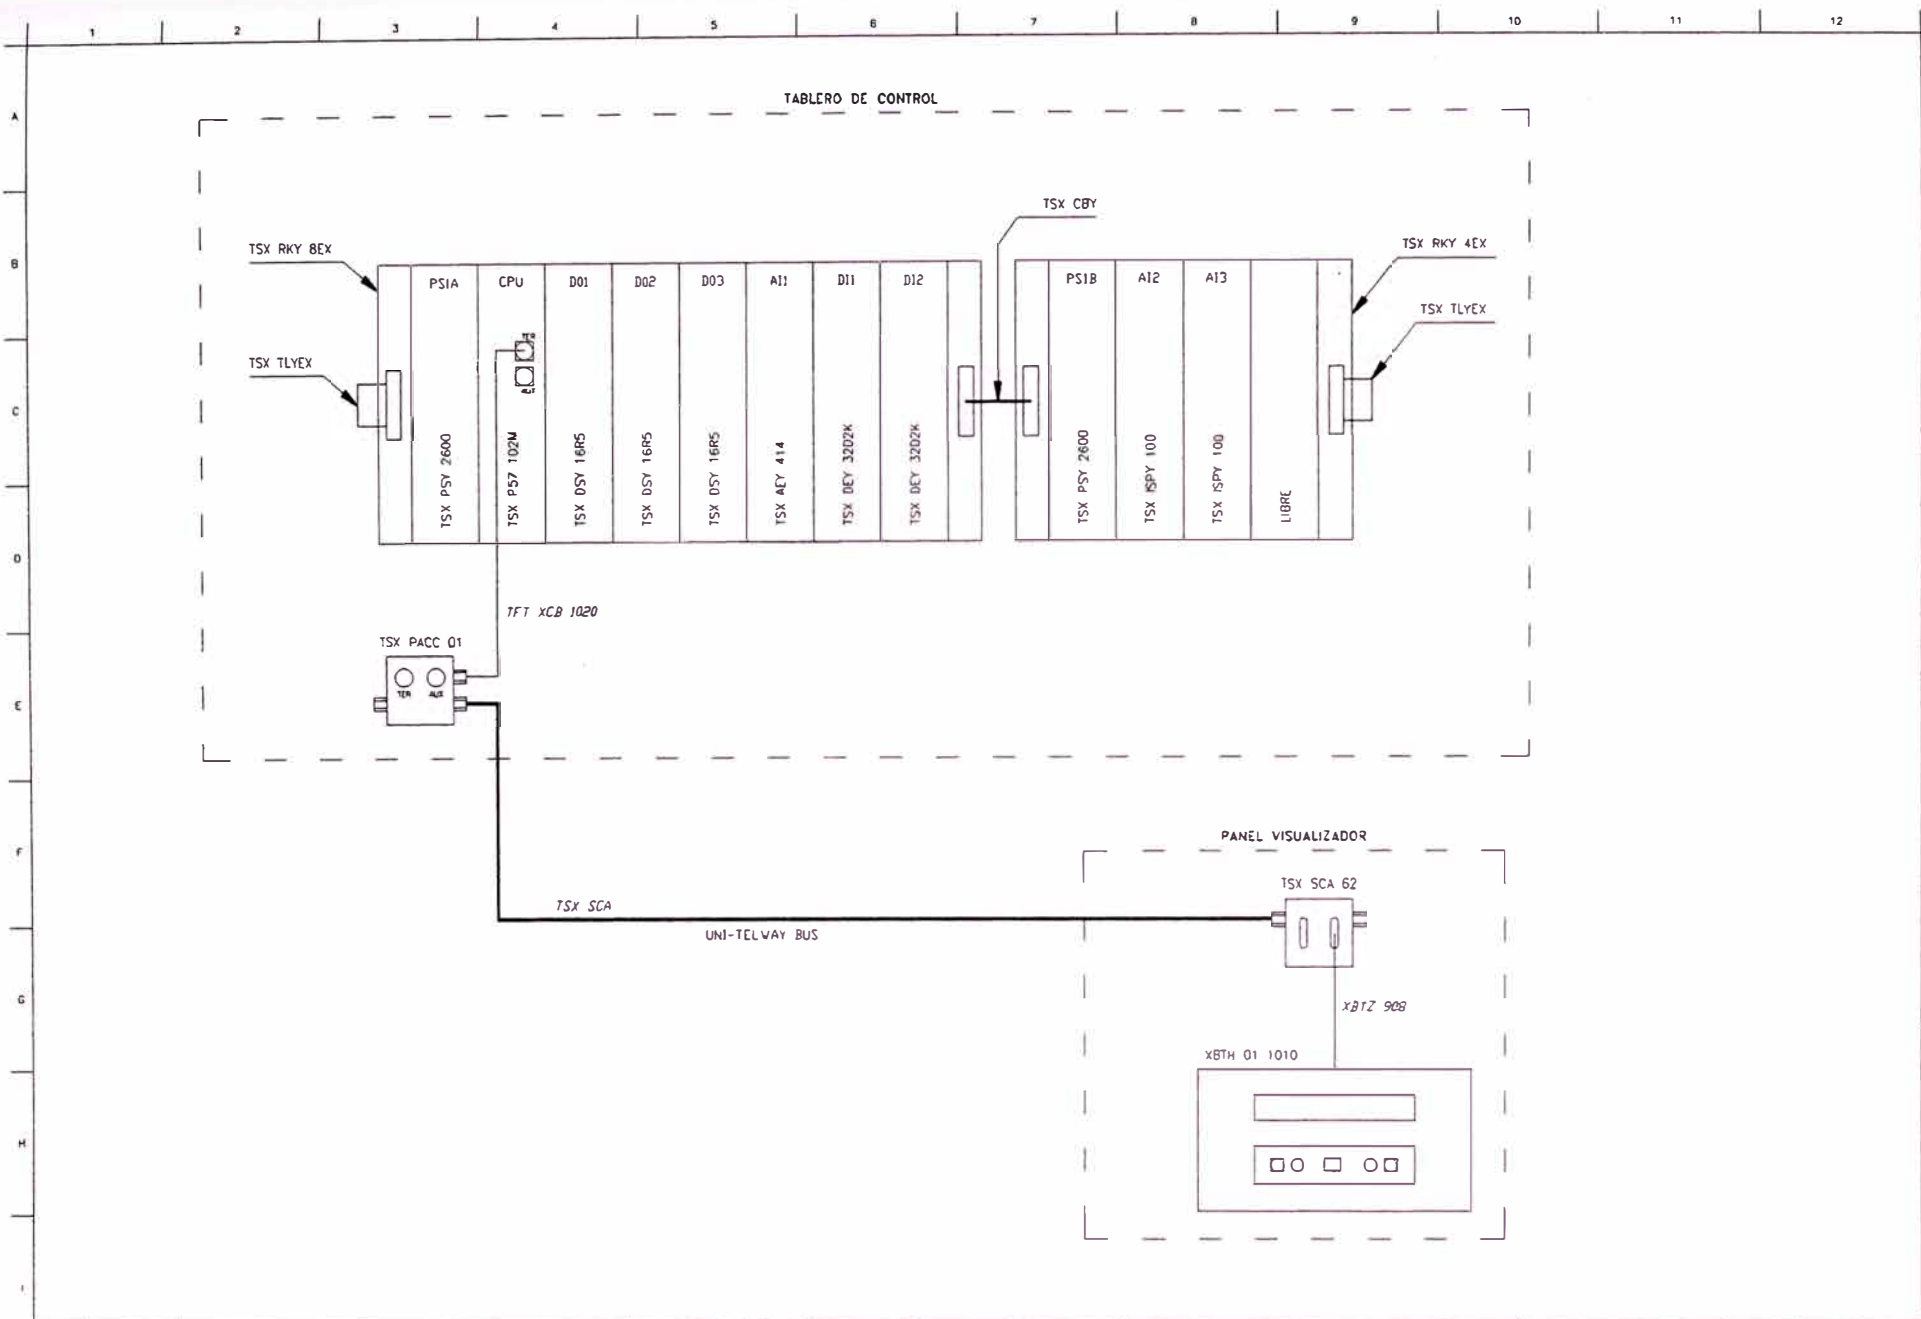 1 2 3 4 5 6 7 8 9 10 11 12
A
B
C
D
E
F
G
H
I
TABLERO DE CONTROL
TSX CBY
TSX RKY 8EX
TSX RKY 4EX
TSX TLYEX
TSX TLYEX
PS1A CPU DO1 DO2 DO3 AI1 DI1 DI2
PS1B AI2 AI3
TSX PSY 2600
TSX P57 102M
TSX DSY 16R5
TSX DSY 16R5
TSX DSY 16R5
TSX AEY 414
TSX DEY 32D2K
TSX DEY 32D2K
TSX PSY 2600
TSX ISPY 100
TSX ISPY 100
LIBRE
TFT XCB 1020
TSX PACC 01
TER AUX
PANEL VISUALIZADOR
TSX SCA 62
TSX SCA
UNI-TELWAY BUS
XBTZ 908
XBTH 01 1010